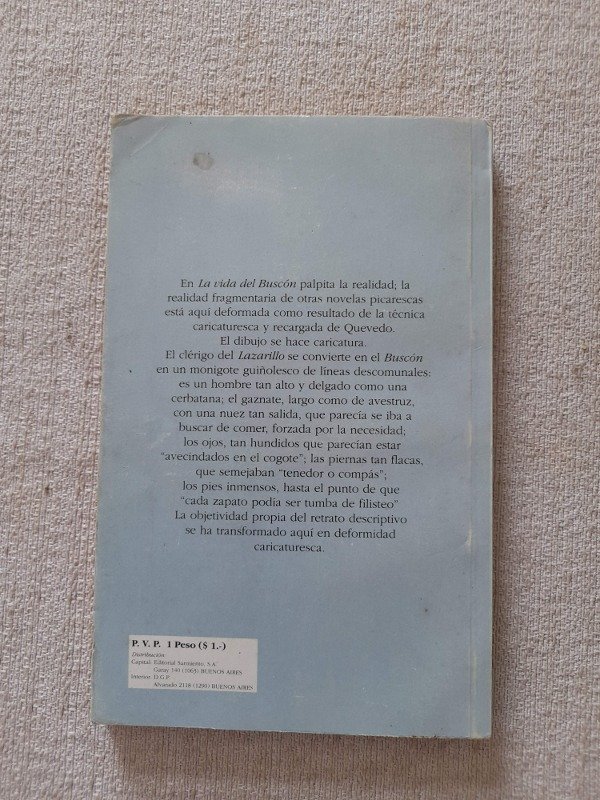 En La vida del Buscón palpita la realidad; la
realidad fragmentaria de otras novelas picarescas
está aquí deformada como resultado de la técnica
caricaturesca y recargada de Quevedo.
El dibujo se hace caricatura.
El clérigo del Lazarillo se convierte en el Buscón
en un monigote guiñolesco de líneas descomunales:
es un hombre tan alto y delgado como una
cerbatana; el gaznate, largo como de avestruz,
con una nuez tan salida, que parecía se iba a
buscar de comer, forzada por la necesidad;
los ojos, tan hundidos que parecían estar
“avecindados en el cogote”; las piernas tan flacas,
que semejaban “tenedor o compás”;
los pies inmensos, hasta el punto de que
“cada zapato podía ser tumba de filisteo”
La objetividad propia del retrato descriptivo
se ha transformado aquí en deformidad
caricaturesca.
P. V. P. 1 Peso ($ 1.-)
Distribución:
Capital: Editorial Sarmiento, S.A.
Garay 540 (1063) BUENOS AIRES
Interior: D.G.P.
Alvarado 2118 (1290) BUENOS AIRES